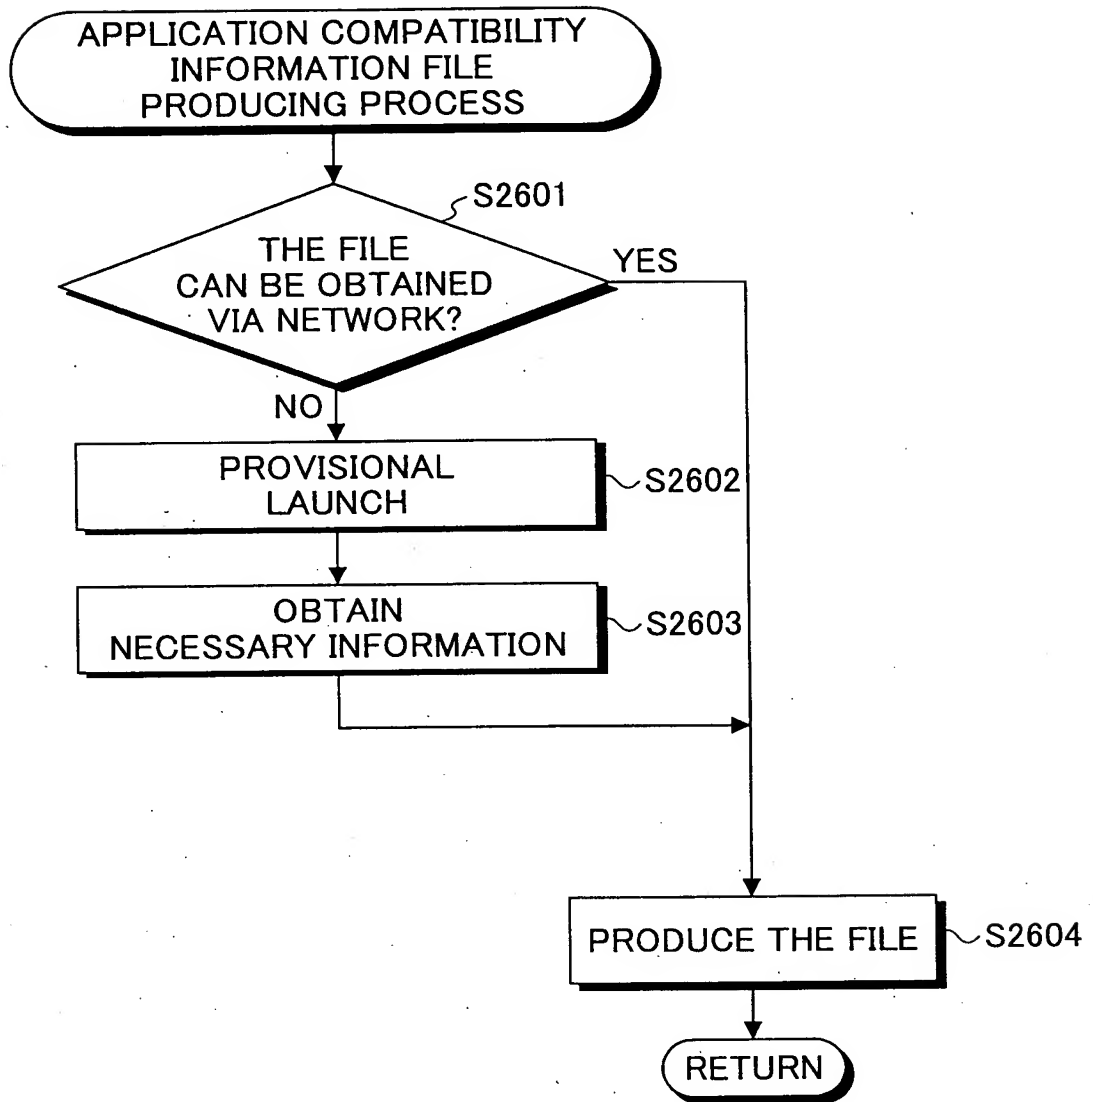 APPLICATION COMPATIBILITY
INFORMATION FILE
PRODUCING PROCESS
S2601
THE FILE
CAN BE OBTAINED
VIA NETWORK?
YES
NO
PROVISIONAL
LAUNCH
S2602
OBTAIN
NECESSARY INFORMATION
S2603
PRODUCE THE FILE
S2604
RETURN